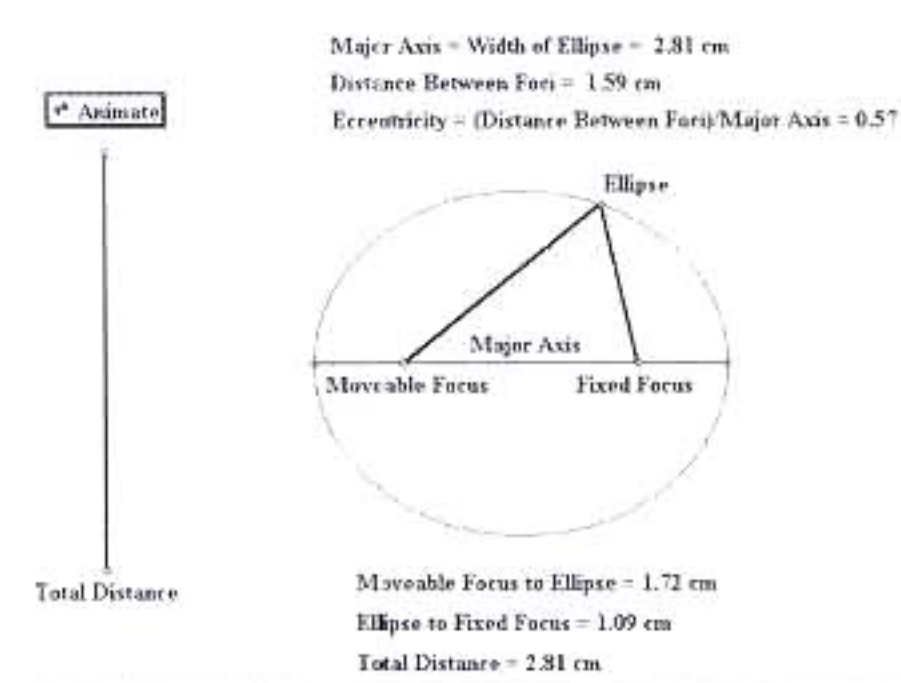 Major Axis = Width of Ellipse = 2.81 cm
Distance Between Foci = 1.59 cm
Animate
Eccentricity = (Distance Between Foci)/Major Axis = 0.57
Ellipse
Major Axis
Moveable Focus
Fixed Focus
Total Distance
Moveable Focus to Ellipse = 1.72 cm
Ellipse to Fixed Focus = 1.09 cm
Total Distance = 2.81 cm